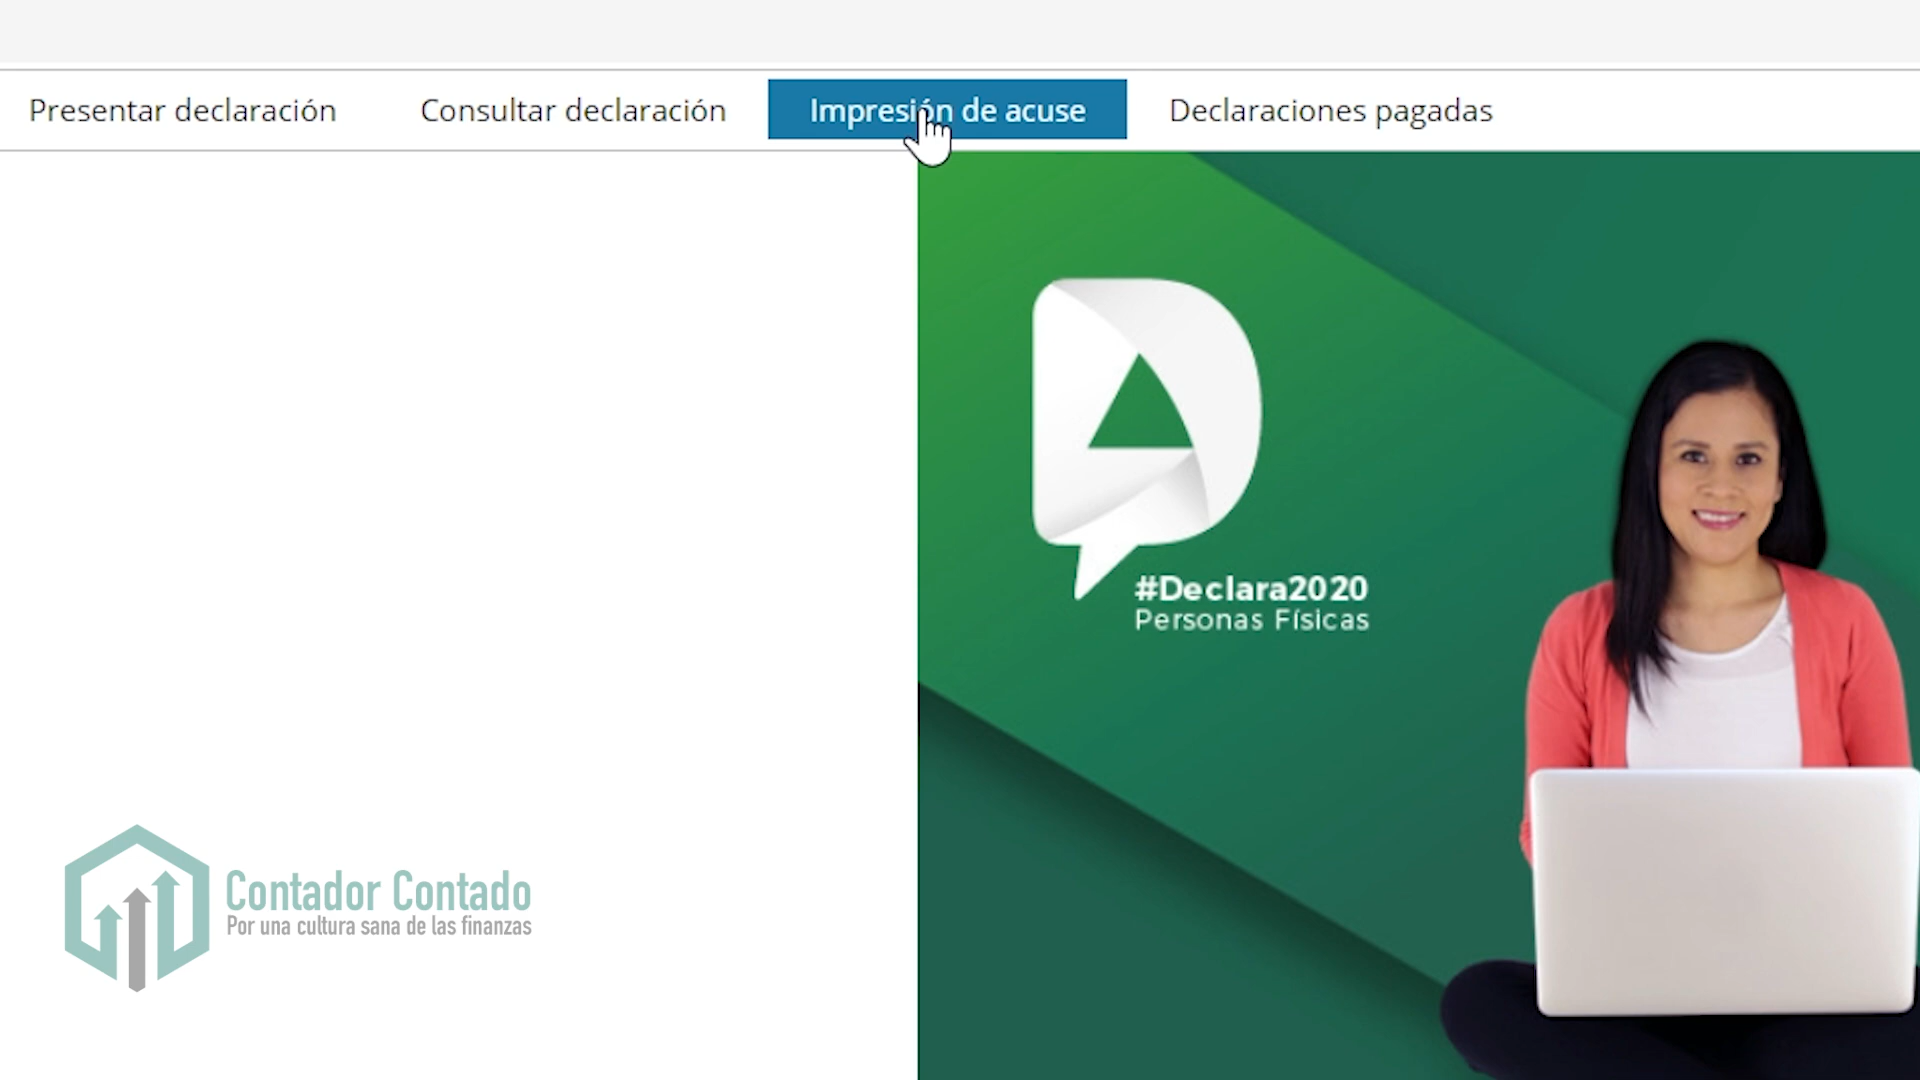 Presentar declaración
Consultar declaración
Impresión de acuse
Declaraciones pagadas
#Declara2020
Personas Físicas
Contador Contado
Por una cultura sana de las finanzas